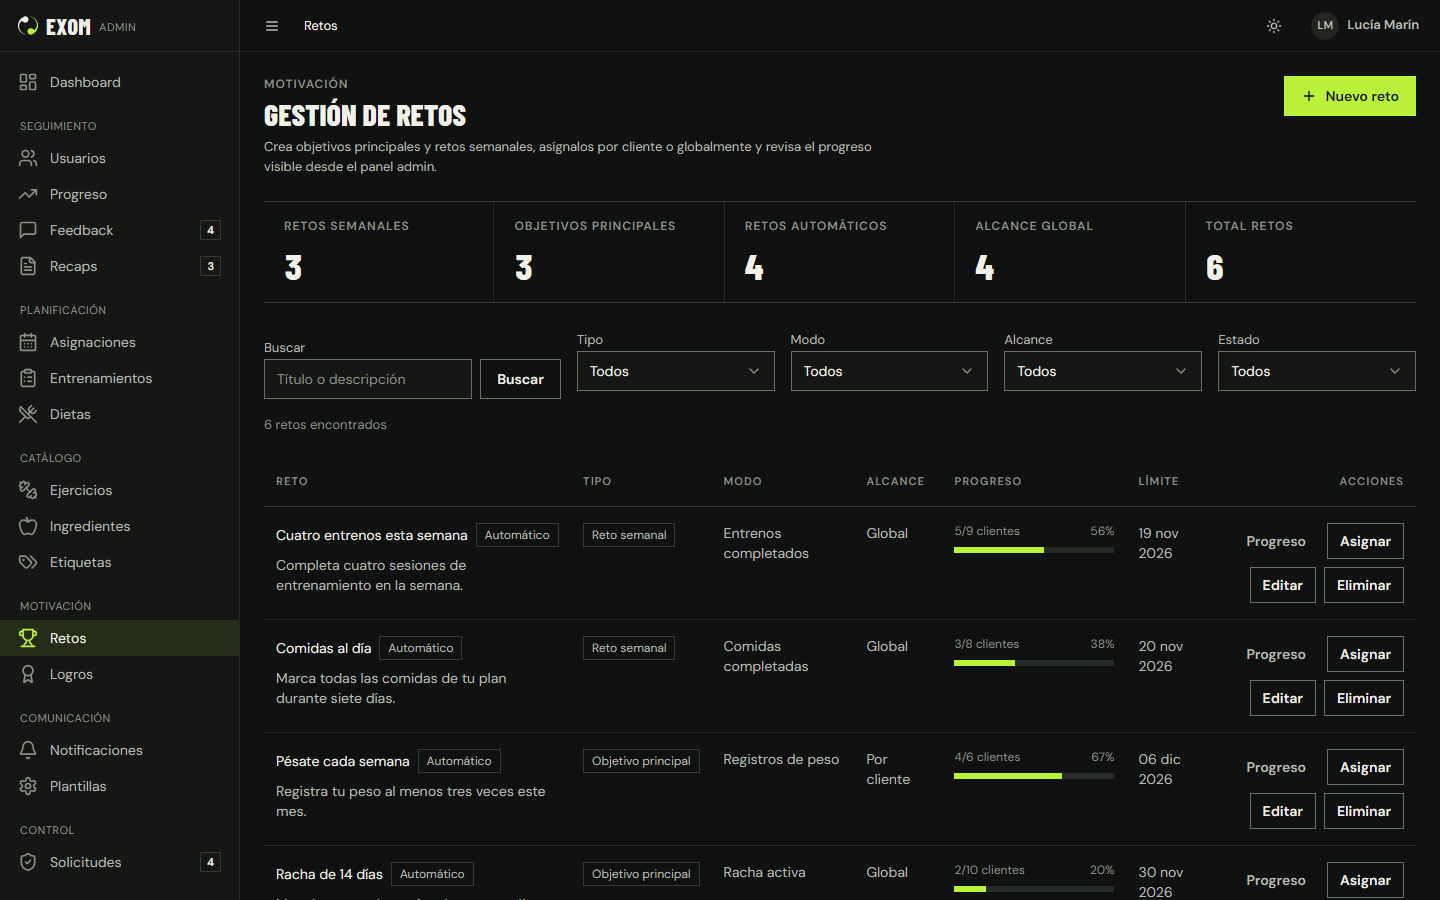 EXOM ADMIN
Retos
LM Lucía Marín
Dashboard
SEGUIMIENTO
Usuarios
Progreso
Feedback 4
Recaps 3
PLANIFICACIÓN
Asignaciones
Entrenamientos
Dietas
CATÁLOGO
Ejercicios
Ingredientes
Etiquetas
MOTIVACIÓN
Retos
Logros
COMUNICACIÓN
Notificaciones
Plantillas
CONTROL
Solicitudes 4
MOTIVACIÓN
GESTIÓN DE RETOS
Crea objetivos principales y retos semanales, asígnalos por cliente o globalmente y revisa el progreso
visible desde el panel admin.
+ Nuevo reto
RETOS SEMANALES
3
OBJETIVOS PRINCIPALES
3
RETOS AUTOMÁTICOS
4
ALCANCE GLOBAL
4
TOTAL RETOS
6
Buscar
Título o descripción
Buscar
Tipo
Todos
Modo
Todos
Alcance
Todos
Estado
Todos
6 retos encontrados
RETO TIPO MODO ALCANCE PROGRESO LÍMITE ACCIONES
Cuatro entrenos esta semana Automático
Completa cuatro sesiones de
entrenamiento en la semana.
Reto semanal
Entrenos
completados
Global
5/9 clientes 56%
19 nov
2026
Progreso Asignar
Editar Eliminar
Comidas al día Automático
Marca todas las comidas de tu plan
durante siete días.
Reto semanal
Comidas
completadas
Global
3/8 clientes 38%
20 nov
2026
Progreso Asignar
Editar Eliminar
Pésate cada semana Automático
Registra tu peso al menos tres veces este
mes.
Objetivo principal
Registros de peso
Por
cliente
4/6 clientes 67%
06 dic
2026
Progreso Asignar
Editar Eliminar
Racha de 14 días Automático
Objetivo principal
Racha activa
Global
2/10 clientes 20%
30 nov
2026
Progreso Asignar